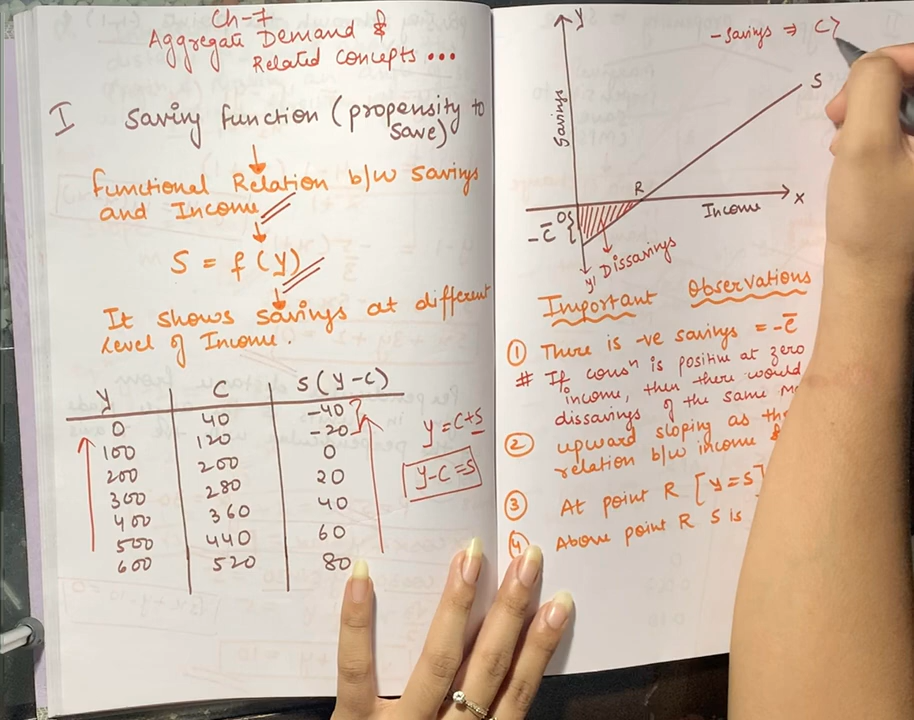 Ch-7
Aggregate Demand &
Related Concepts ...
I Saving function (propensity to
save)
Functional Relation b/w Savings
and Income
S = f(y)
It shows savings at different
level of Income.
Y C S(Y-C)
0 40 -40
100 120 -20
200 200 0
300 280 20
400 360 40
500 440 60
600 520 80
y = C+S
Y-C=S
- Savings ⇒ C>
Y
Savings
S
R
O
-C̄
Income X
y'
Dissavings
Important Observations
① There is -ve savings = -C̄
# If consn is positive at zero
income, then there would
dissavings of the same
② upward sloping as
relation b/w income &
③ At point R [y=S]
④ Above point R S is